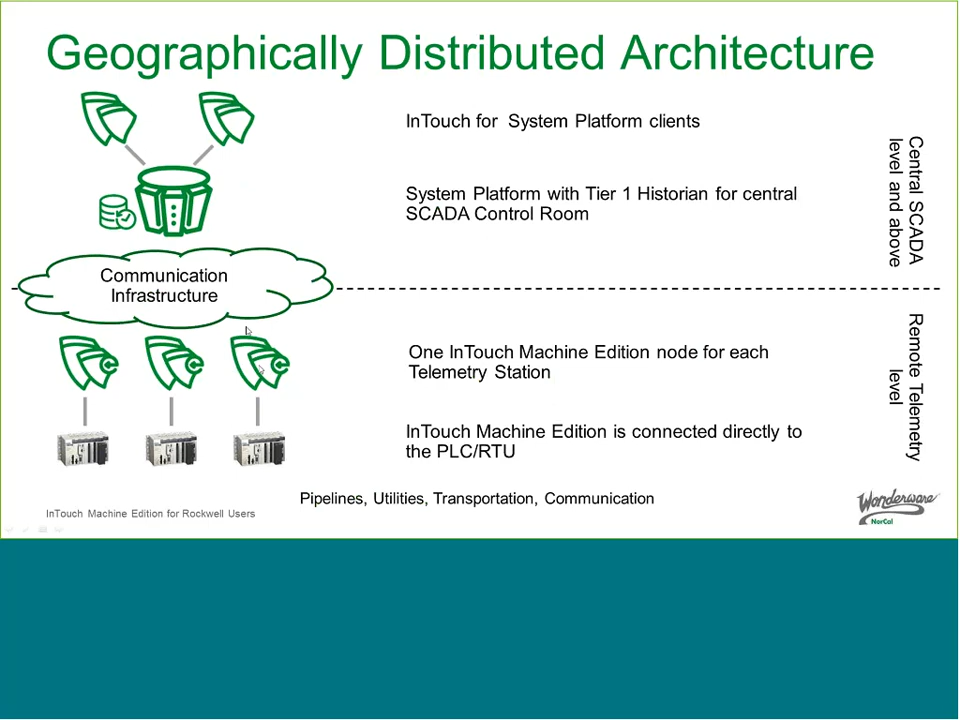 Geographically Distributed Architecture
InTouch for System Platform clients
System Platform with Tier 1 Historian for central
SCADA Control Room
Central SCADA
level and above
Communication
Infrastructure
One InTouch Machine Edition node for each
Telemetry Station
Remote Telemetry
level
InTouch Machine Edition is connected directly to
the PLC/RTU
Pipelines, Utilities, Transportation, Communication
InTouch Machine Edition for Rockwell Users
Wonderware
NorCal